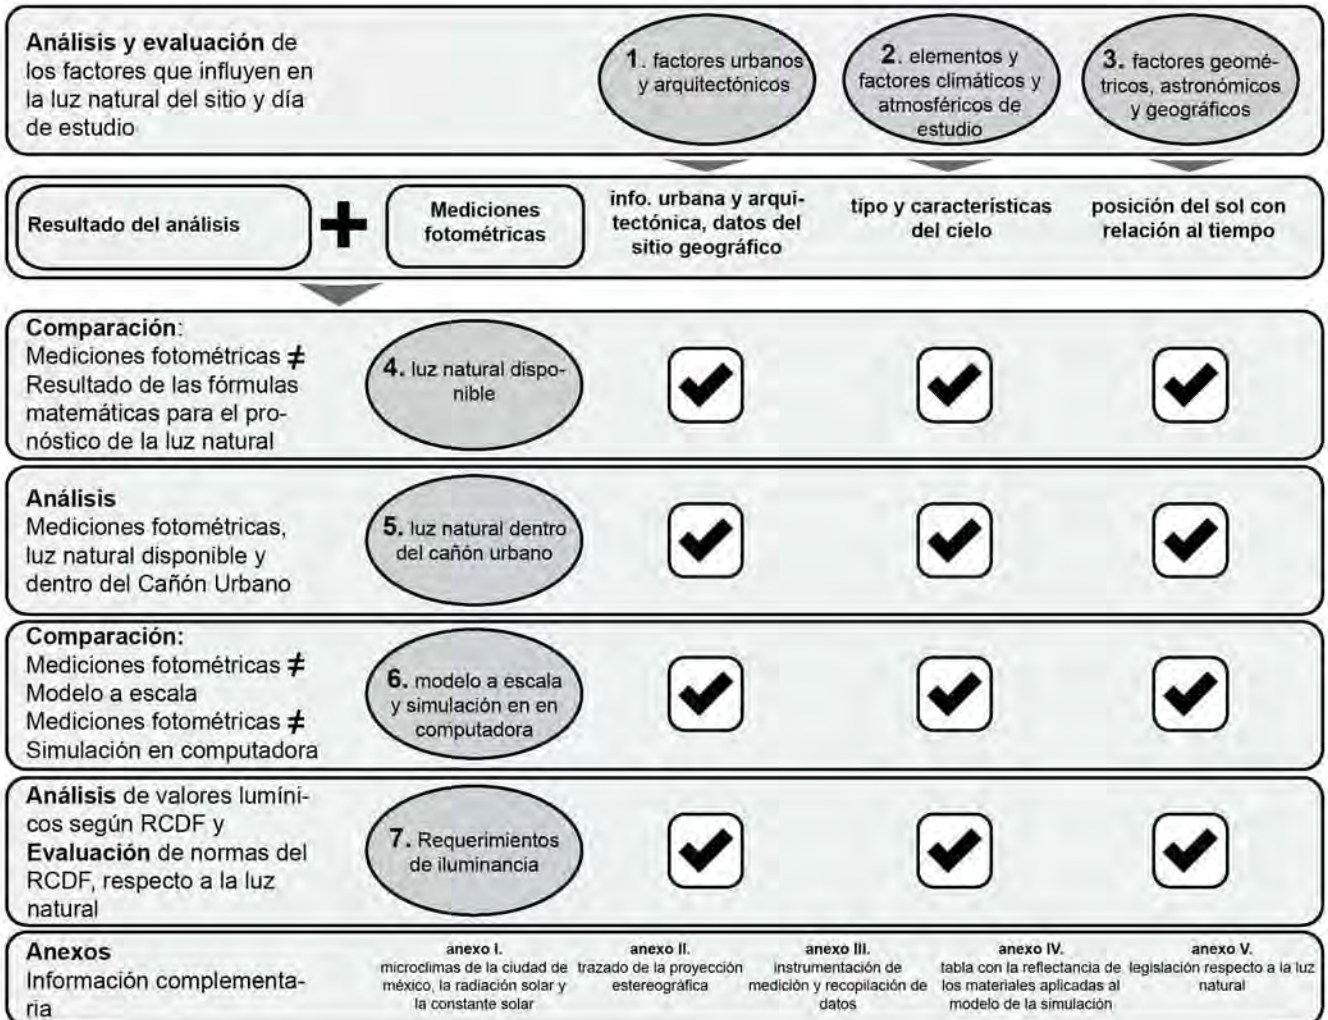 Análisis y evaluación de
los factores que influyen en
la luz natural del sitio y día
de estudio
1. factores urbanos
y arquitectónicos
2. elementos y
factores climáticos y
atmosféricos de
estudio
3. factores geomé-
tricos, astronómicos
y geográficos
Resultado del análisis
+
Mediciones
fotométricas
info. urbana y arqui-
tectónica, datos del
sitio geográfico
tipo y características
del cielo
posición del sol con
relación al tiempo
Comparación:
Mediciones fotométricas ≠
Resultado de las fórmulas
matemáticas para el pro-
nóstico de la luz natural
4. luz natural dispo-
nible
Análisis
Mediciones fotométricas,
luz natural disponible y
dentro del Cañón Urbano
5. luz natural dentro
del cañón urbano
Comparación:
Mediciones fotométricas ≠
Modelo a escala
Mediciones fotométricas ≠
Simulación en computadora
6. modelo a escala
y simulación en en
computadora
Análisis de valores lumíni-
cos según RCDF y
Evaluación de normas del
RCDF, respecto a la luz
natural
7. Requerimientos
de iluminancia
Anexos
Información complementa-
ria
anexo I.
microclimas de la ciudad de
méxico, la radiación solar y
la constante solar
anexo II.
trazado de la proyección
estereográfica
anexo III.
instrumentación de
medición y recopilación de
datos
anexo IV.
tabla con la reflectancia de
los materiales aplicadas al
modelo de la simulación
anexo V.
legislación respecto a la luz
natural